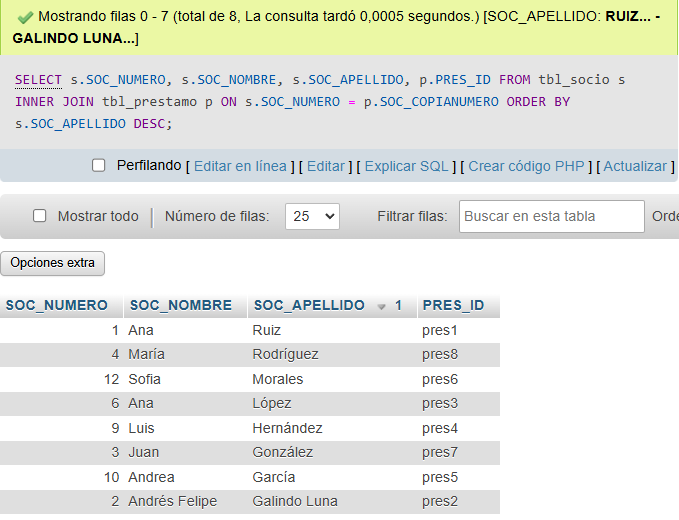 Mostrando filas 0 - 7 (total de 8, La consulta tardó 0,0005 segundos.) [SOC_APELLIDO: RUIZ... -
GALINDO LUNA...]
SELECT s.SOC_NUMERO, s.SOC_NOMBRE, s.SOC_APELLIDO, p.PRES_ID FROM tbl_socio s
INNER JOIN tbl_prestamo p ON s.SOC_NUMERO = p.SOC_COPIANUMERO ORDER BY
s.SOC_APELLIDO DESC;
Perfilando [ Editar en línea ] [ Editar ] [ Explicar SQL ] [ Crear código PHP ] [ Actualizar ]
Mostrar todo | Número de filas: 25 Filtrar filas: Buscar en esta tabla Orde
Opciones extra
SOC_NUMERO SOC_NOMBRE SOC_APELLIDO 1 PRES_ID
1 Ana Ruiz pres1
4 María Rodríguez pres8
12 Sofia Morales pres6
6 Ana López pres3
9 Luis Hernández pres4
3 Juan González pres7
10 Andrea García pres5
2 Andrés Felipe Galindo Luna pres2